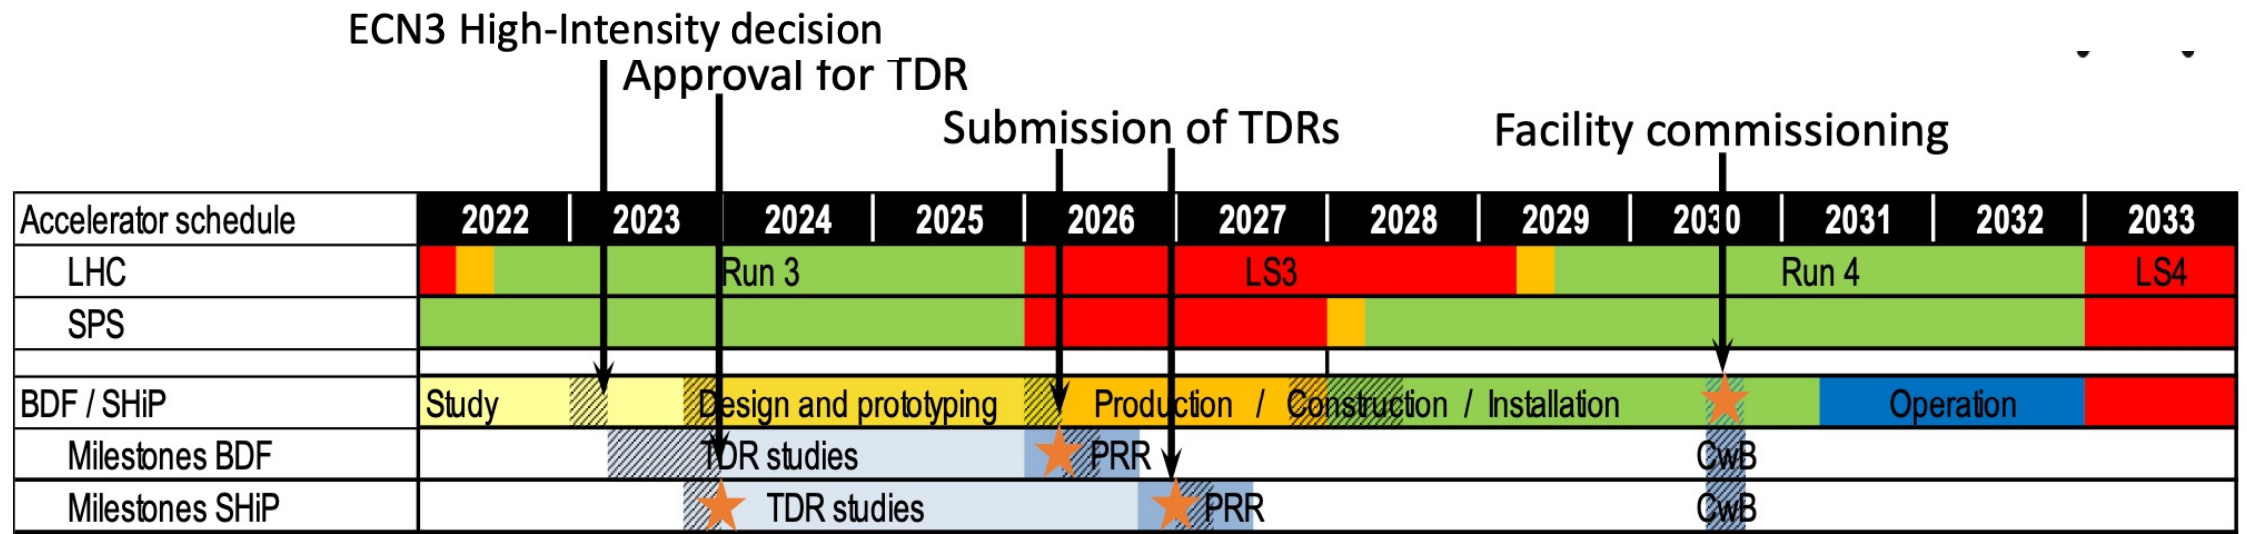 ECN3 High-Intensity decision
Approval for TDR
Submission of TDRs
Facility commissioning
Accelerator schedule 2022 2023 2024 2025 2026 2027 2028 2029 2030 2031 2032 2033
LHC Run 3 LS3 Run 4 LS4
SPS
BDF / SHiP Study Design and prototyping Production / Construction / Installation Operation
Milestones BDF TDR studies PRR CwB
Milestones SHiP TDR studies PRR CwB